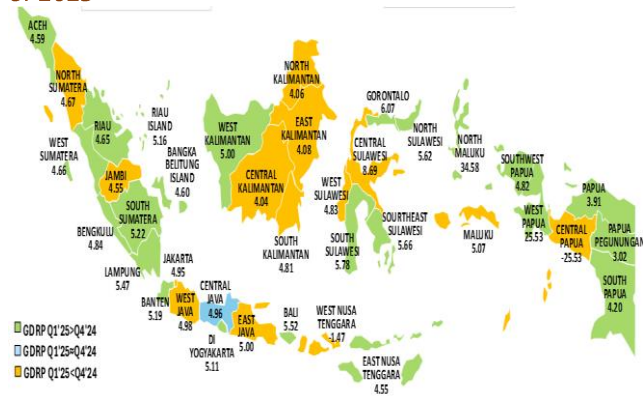 ACEH
4.59
NORTH
SUMATERA
4.67
RIAU
4.65
RIAU
ISLAND
5.16
WEST
SUMATERA
4.66
JAMBI
4.55
BANGKA
BELITUNG
ISLAND
4.60
SOUTH
SUMATERA
5.22
BENGKULU
4.84
LAMPUNG
5.47
JAKARTA
4.95
BANTEN
5.19
WEST
JAVA
4.98
CENTRAL
JAVA
4.96
DI
YOGYAKARTA
5.11
EAST
JAVA
5.00
BALI
5.52
WEST NUSA
TENGGARA
-1.47
EAST NUSA
TENGGARA
4.55
WEST
KALIMANTAN
5.00
CENTRAL
KALIMANTAN
4.04
SOUTH
KALIMANTAN
4.81
EAST
KALIMANTAN
4.08
NORTH
KALIMANTAN
4.06
GORONTALO
6.07
NORTH
SULAWESI
5.62
CENTRAL
SULAWESI
8.69
WEST
SULAWESI
4.83
SOUTH
SULAWESI
5.78
SOURTHEAST
SULAWESI
5.66
NORTH
MALUKU
34.58
MALUKU
5.07
SOUTHWEST
PAPUA
4.82
WEST
PAPUA
25.53
CENTRAL
PAPUA
-25.53
PAPUA
3.91
PAPUA
PEGUNUNGAN
3.02
SOUTH
PAPUA
4.20
GDRP Q1'25>Q4'24
GDRP Q1'25=Q4'24
GDRP Q1'25<Q4'24